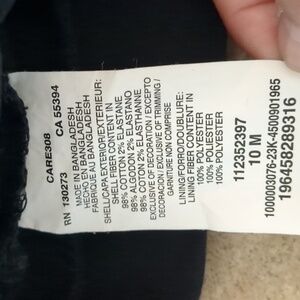 CARE308
RN 130273 CA 55394
MADE IN BANGLADESH
HECHO EN BANGLADESH
FABRIQUE AU BANGLADESH
SHELL/CAPA EXTERIOR/EXTERIEUR:
SHELL FIBER CONTENT IN
98% COTTON 2% ELASTANE
98% ALGODON 2% ELASTANO
98% COTON 2% ELASTHANNE
EXCLUSIVE OF DECORATION / EXCEPTO
DECORACION / EXCLUSIVE OF TRIMMING /
GARNITURE NON COMPRISE
LINING/FORRO/DOUBLURE:
LINING FIBER CONTENT IN
100% POLYESTER
100% POLIESTER
100% POLYESTER
112352397
10 M
1000003076-23K-4500901965
196458289316